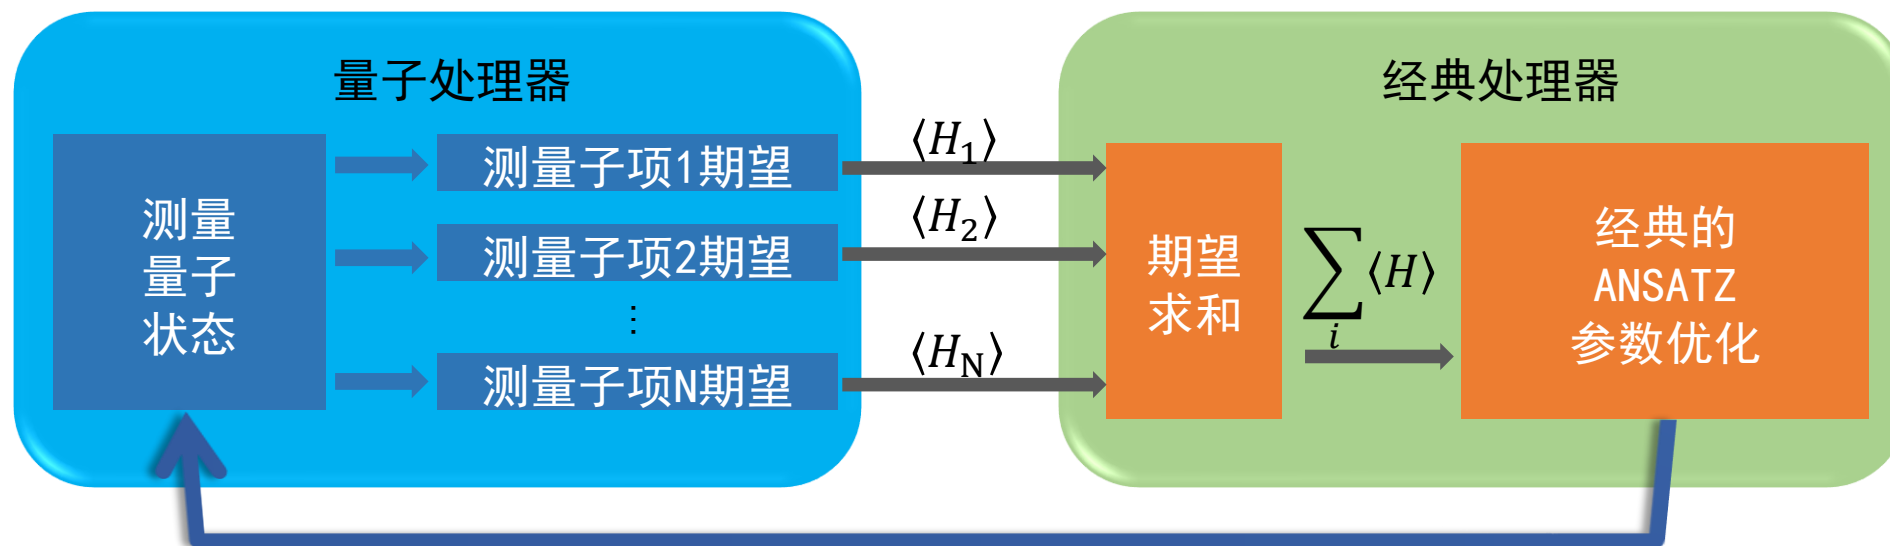 量子处理器
测量
量子
状态
测量子项1期望
测量子项2期望
⋮
测量子项N期望
⟨H₁⟩
⟨H₂⟩
⟨H_N⟩
经典处理器
期望
求和
∑⟨H⟩
i
经典的
ANSATZ
参数优化